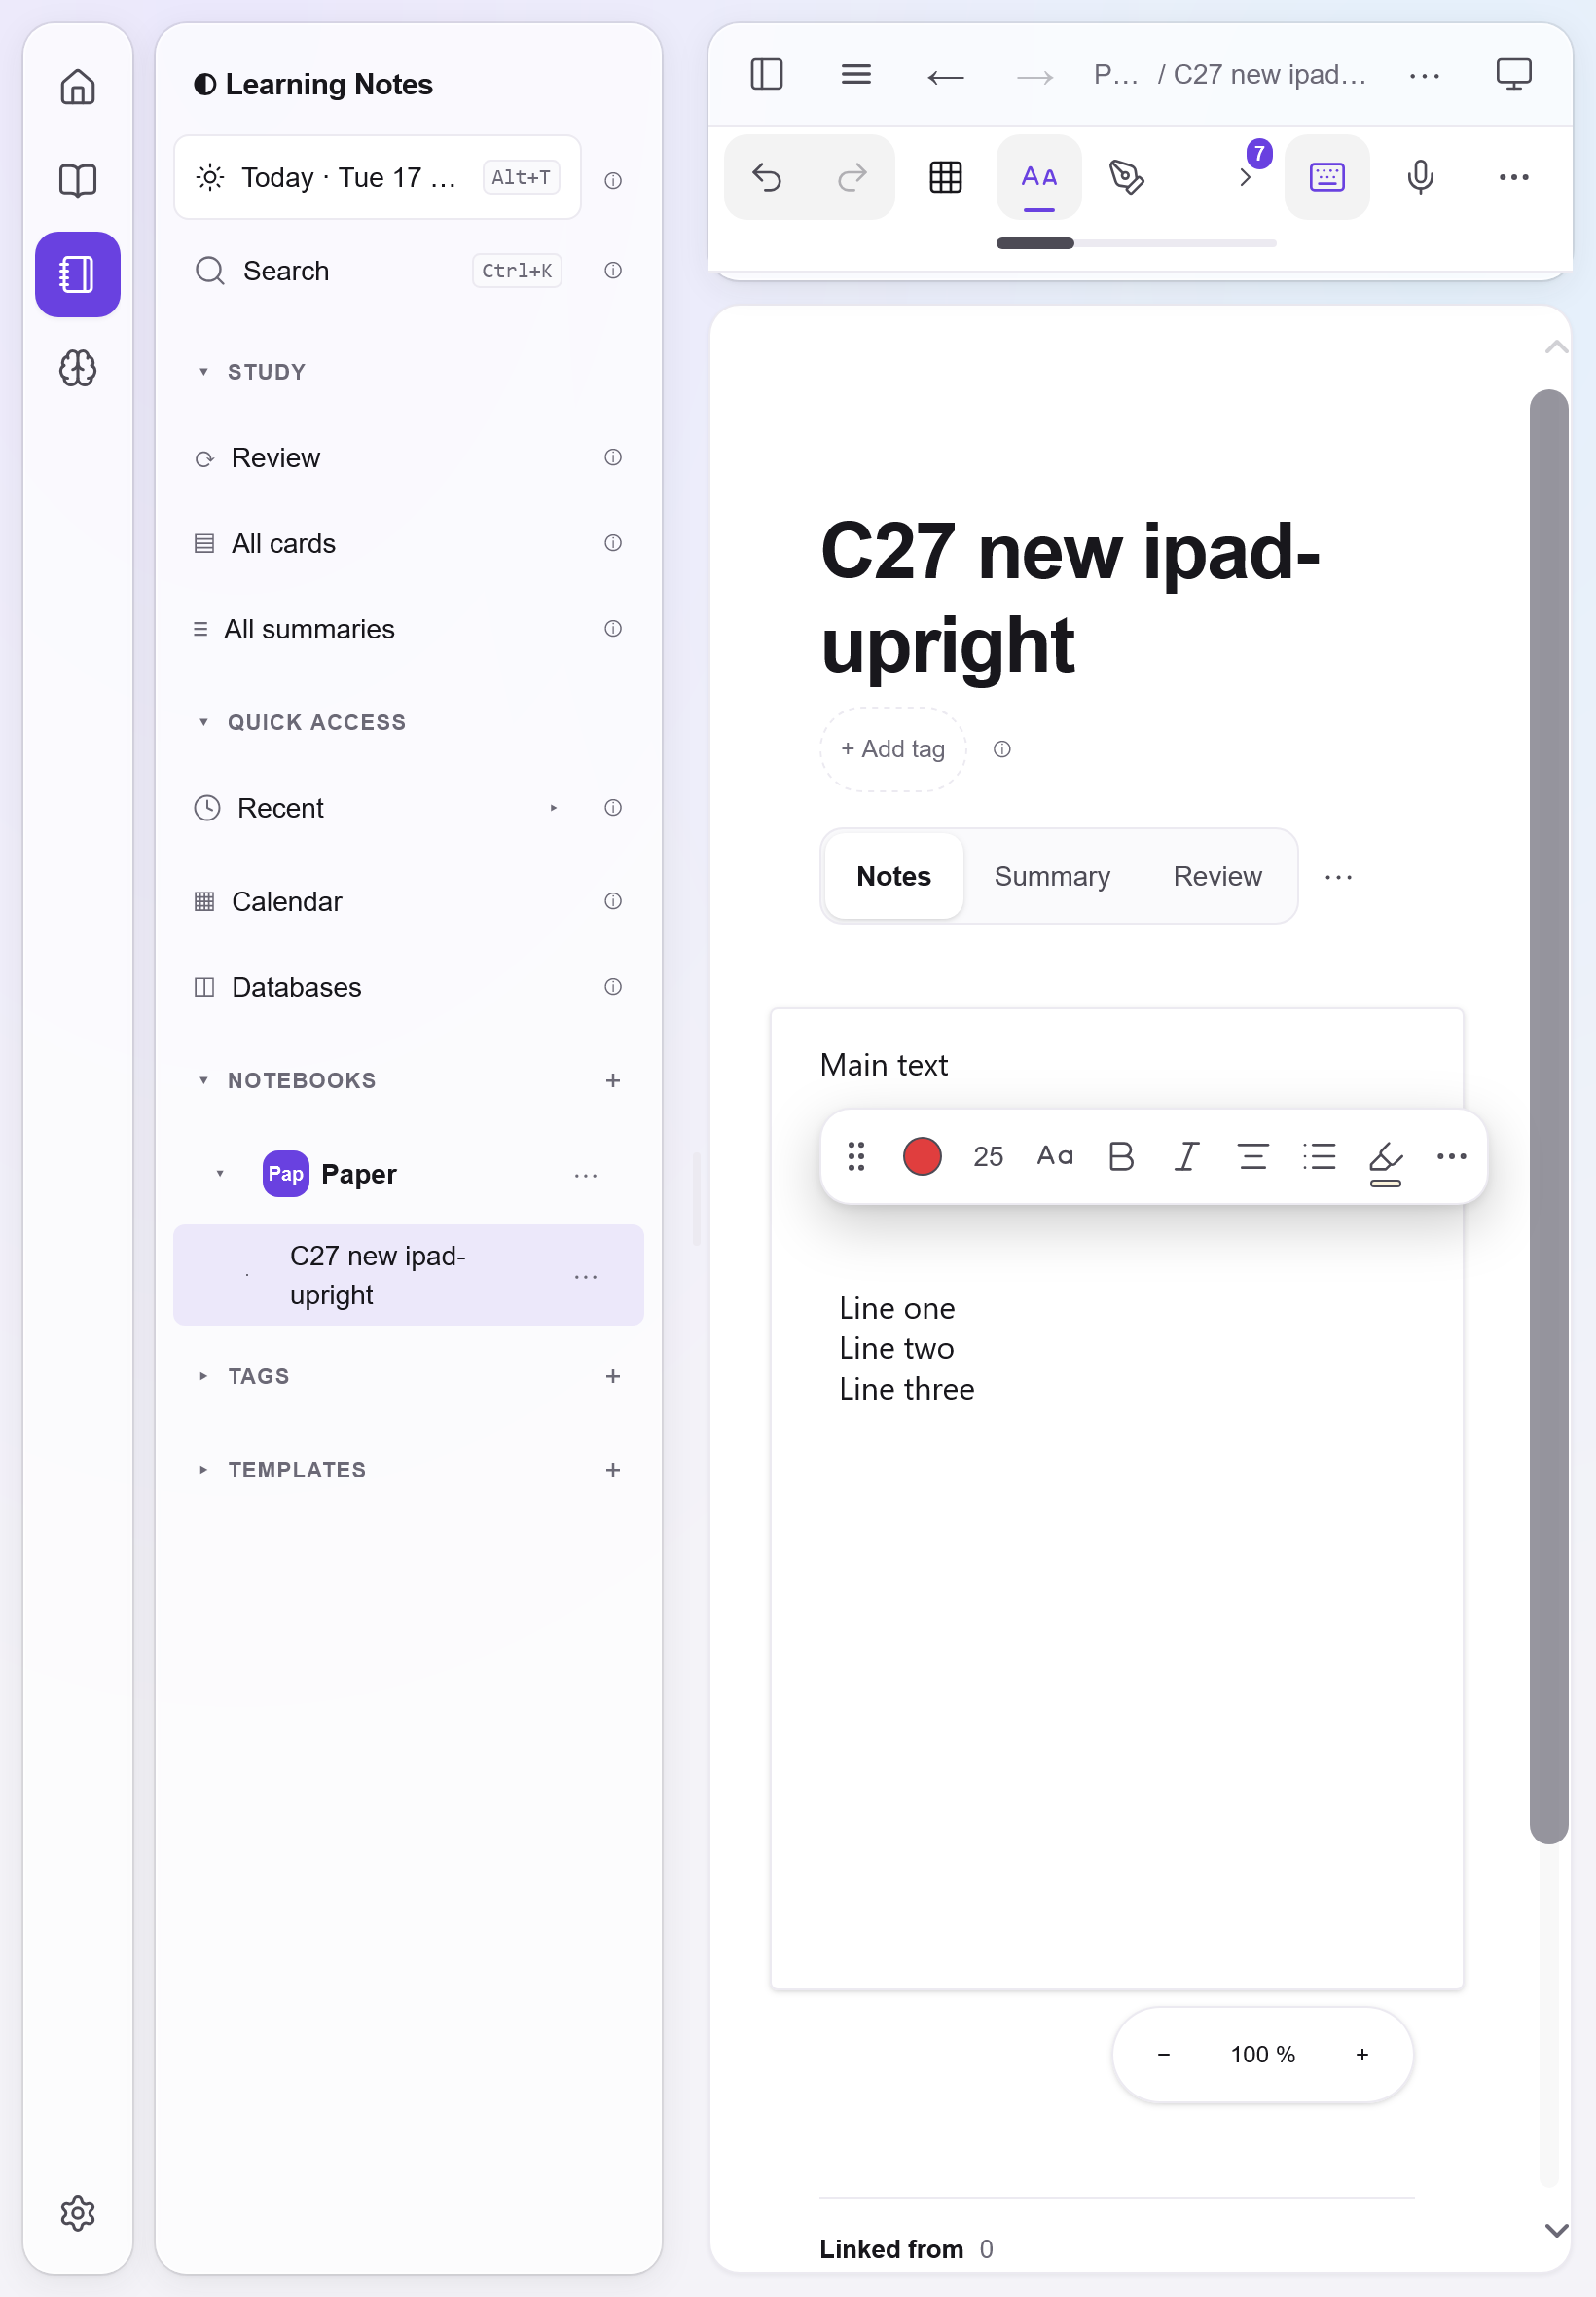 Learning Notes
Today · Tue 17 ...
Alt+T
Search
Ctrl+K
STUDY
Review
All cards
All summaries
QUICK ACCESS
Recent
Calendar
Databases
NOTEBOOKS
+
Pap
Paper
C27 new ipad-
upright
TAGS
+
TEMPLATES
+
P... / C27 new ipad...
7
C27 new ipad-
upright
+ Add tag
Notes
Summary
Review
Main text
25
Aa
B
I
Line one
Line two
Line three
− 100 % +
Linked from 0